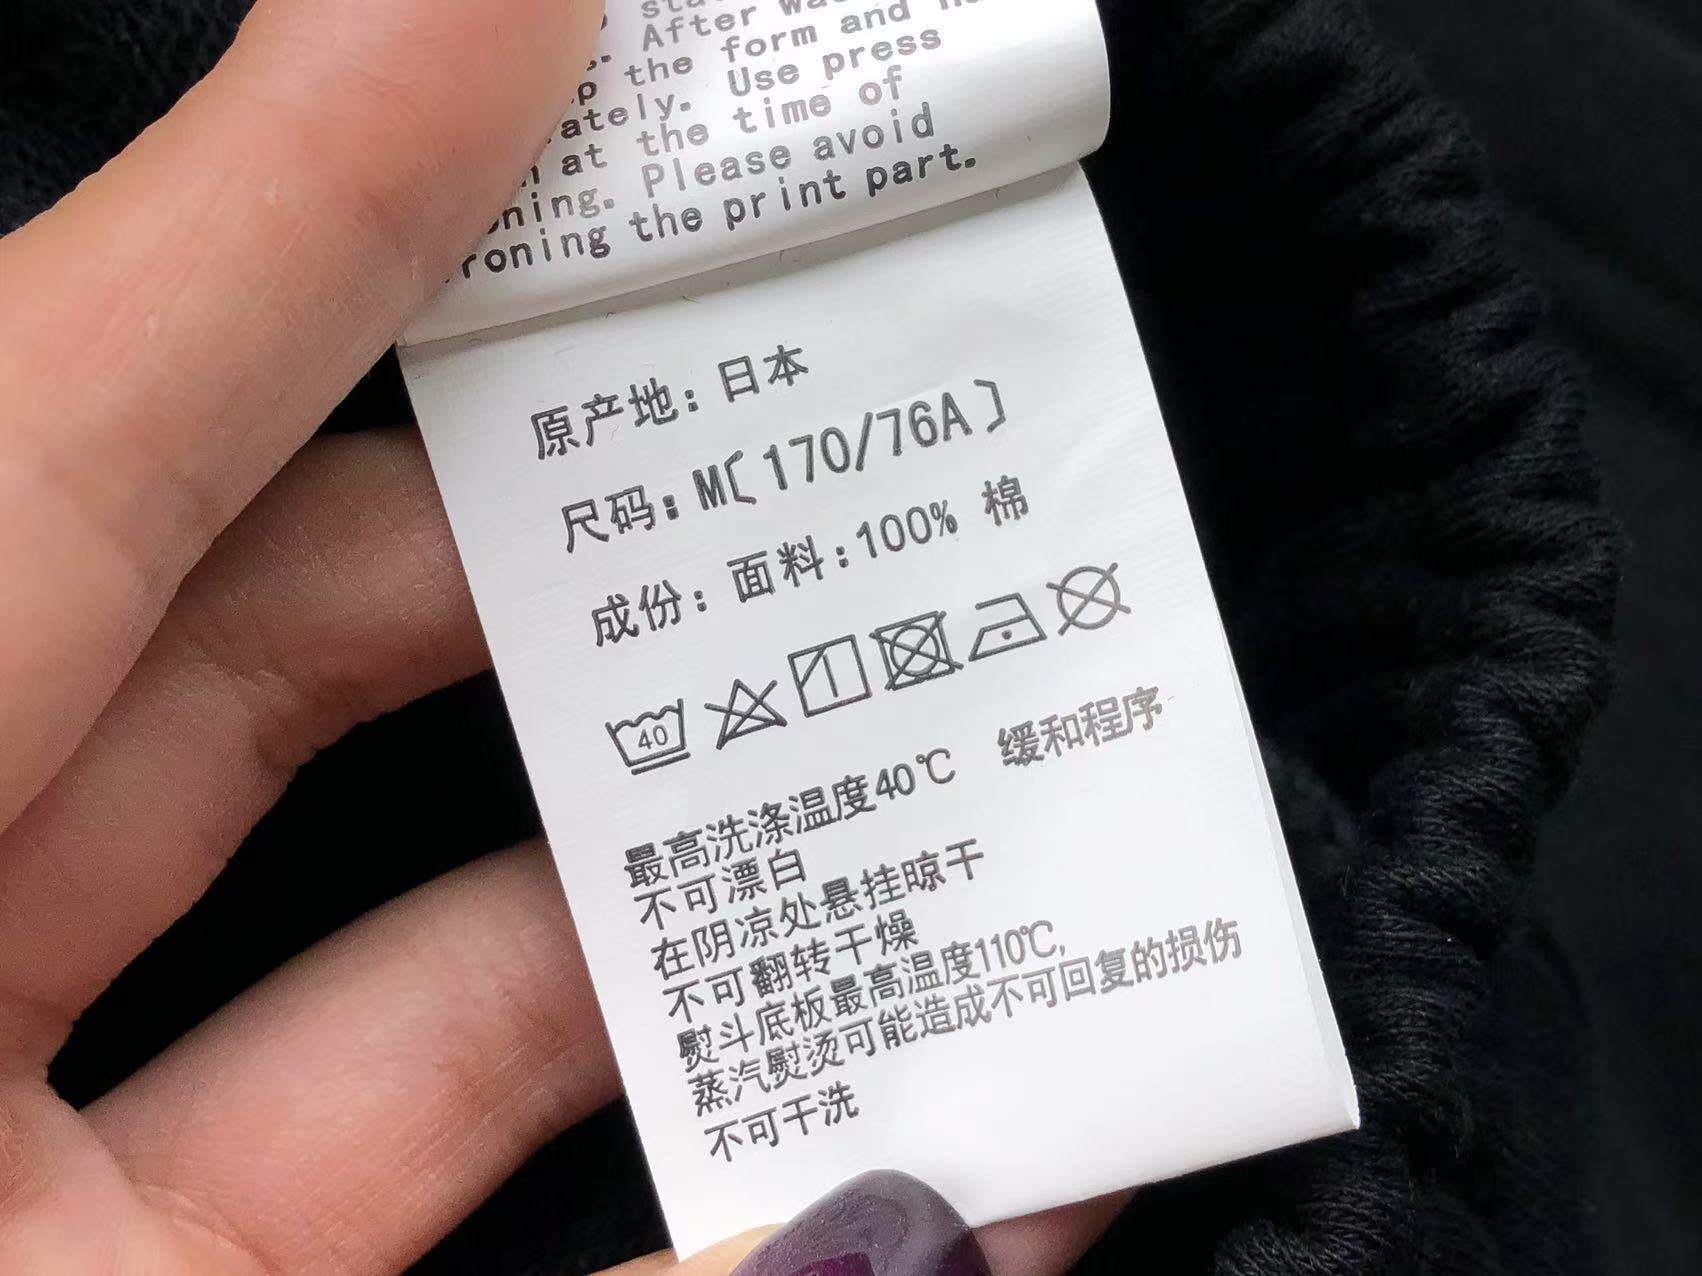 After
the form and
ately. Use press
at the time of
ning. Please avoid
roning the print part.
原产地: 日本
尺码: M〔170/76A〕
成份: 面料: 100% 棉
40
最高洗涤温度40℃ 缓和程序
不可漂白
在阴凉处悬挂晾干
不可翻转干燥
熨斗底板最高温度110℃,
蒸汽熨烫可能造成不可回复的损伤
不可干洗